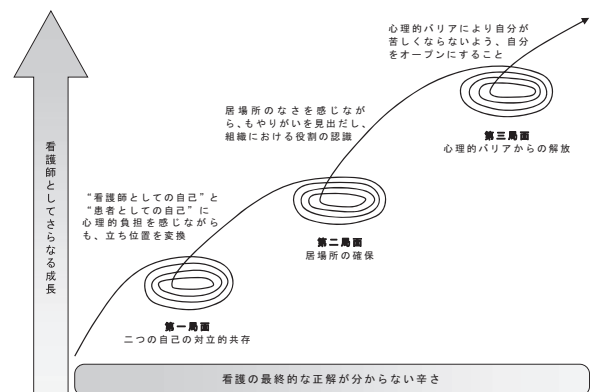 心理的バリアにより自分が
苦しくならないよう、自分
をオープンにすること
第三局面
心理的バリアからの解放
居場所のなさを感じなが
ら、もやりがいを見出だし、
組織における役割の認識
第二局面
居場所の確保
“看護師としての自己”と
“患者としての自己”に
心理的負担を感じながら
も、立ち位置を変換
第一局面
二つの自己の対立的共存
看護師としてさらなる成長
看護の最終的な正解が分からない辛さ